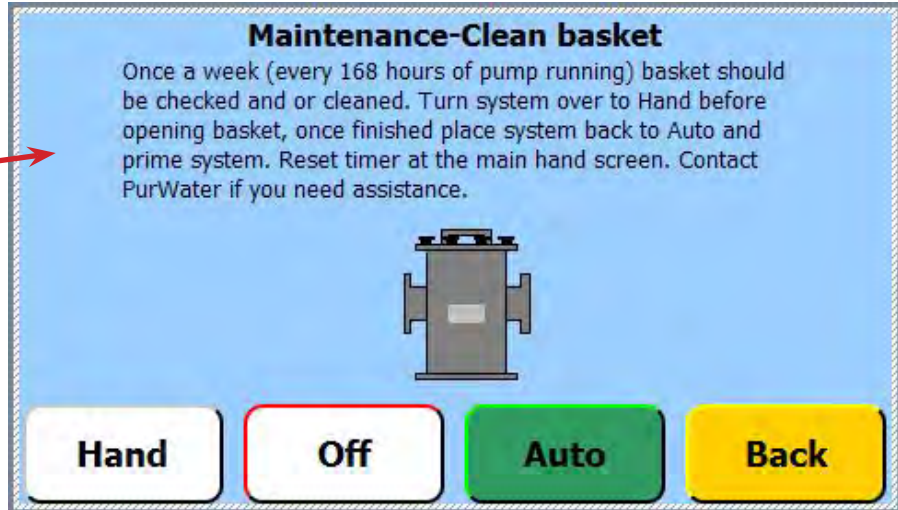 Maintenance-Clean basket
Once a week (every 168 hours of pump running) basket should
be checked and or cleaned. Turn system over to Hand before
opening basket, once finished place system back to Auto and
prime system. Reset timer at the main hand screen. Contact
PurWater if you need assistance.
Hand Off Auto Back